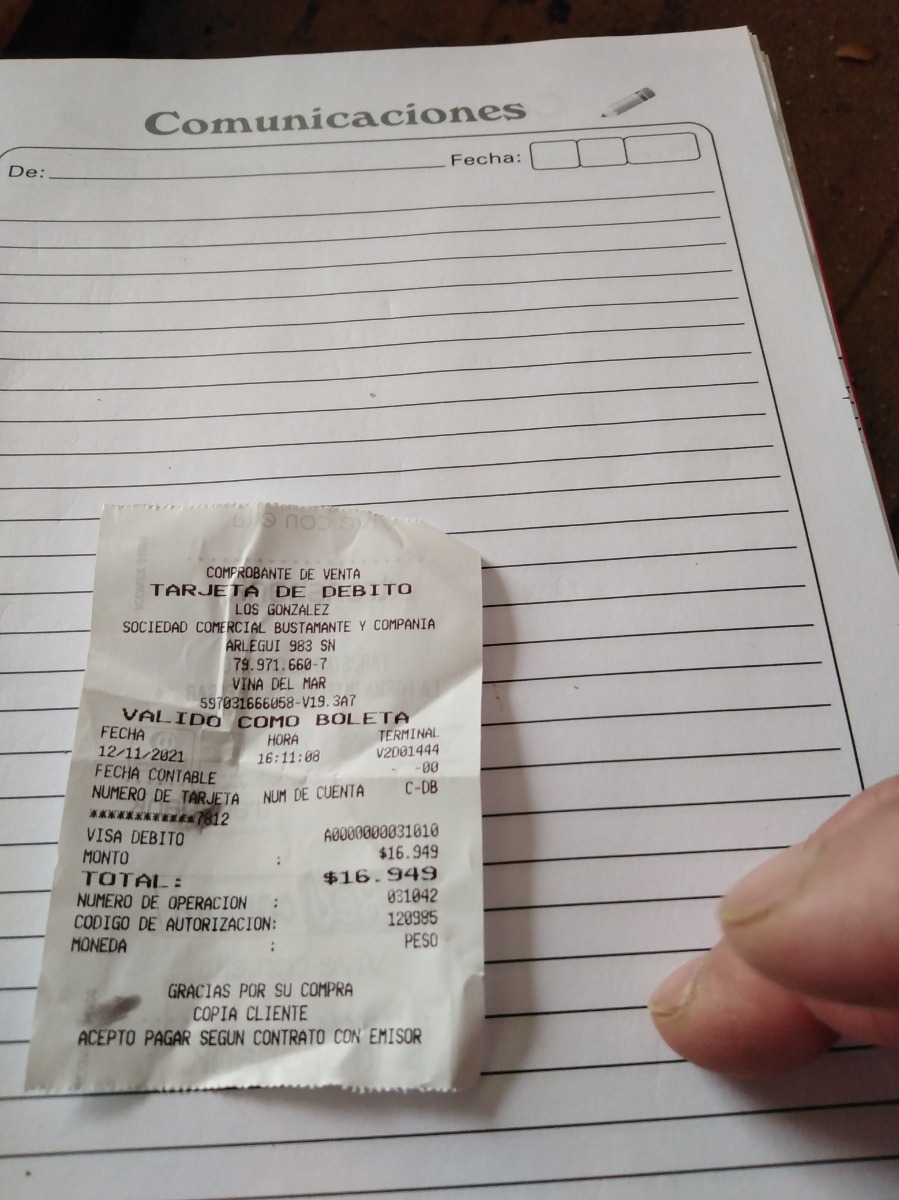 Comunicaciones
De: Fecha:
COMPROBANTE DE VENTA
TARJETA DE DEBITO
LOS GONZALEZ
SOCIEDAD COMERCIAL BUSTAMANTE Y COMPANIA
ARLEGUI 983 SN
79.971.660-7
VINA DEL MAR
597031666058-V19.3A7
VALIDO COMO BOLETA
FECHA HORA TERMINAL
12/11/2021 16:11:08 V2D01444
FECHA CONTABLE - -00
NUMERO DE TARJETA NUM DE CUENTA C-DB
************7812
VISA DEBITO A0000000031010
MONTO : $16.949
TOTAL: $16.949
NUMERO DE OPERACION : 031042
CODIGO DE AUTORIZACION: 120985
MONEDA : PESO
GRACIAS POR SU COMPRA
COPIA CLIENTE
ACEPTO PAGAR SEGUN CONTRATO CON EMISOR